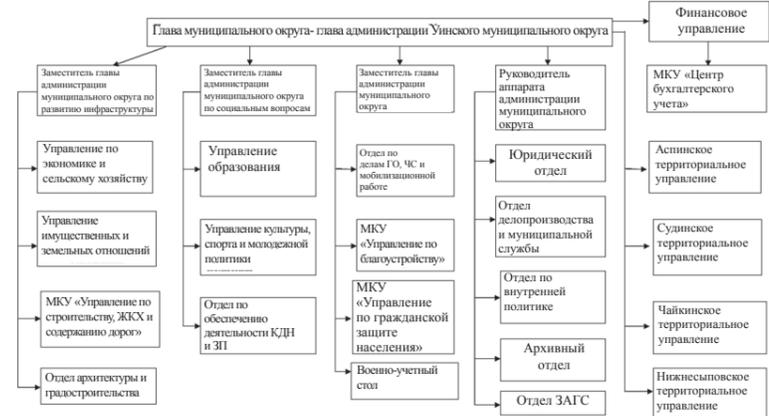 Глава муниципального округа- глава администрации Уинского муниципального округа
Финансовое
управление
Заместитель главы
администрации
муниципального округа по
развитию инфраструктуры
Управление по
экономике и
сельскому хозяйству
Управление
имущественных и
земельных отношений
МКУ «Управление по
строительству, ЖКХ и
содержанию дорог»
Отдел архитектуры и
градостроительства
Заместитель главы
администрации
муниципального округа
по социальным вопросам
Управление
образования
Управление культуры,
спорта и молодежной
политики
Отдел по
обеспечению
деятельности КДН
и ЗП
Заместитель главы
администрации
муниципального
округа
Отдел по
делам ГО, ЧС и
мобилизационной
работе
МКУ
«Управление по
благоустройству»
МКУ
«Управление
по гражданской
защите
населения»
Военно-учетный
стол
Руководитель
аппарата
администрации
муниципального
округа
Юридический
отдел
Отдел
делопроизводства
и муниципальной
службы
Отдел по
внутренней
политике
Архивный
отдел
Отдел ЗАГС
МКУ «Центр
бухгалтерского
учета»
Аспинское
территориальное
управление
Судинское
территориальное
управление
Чайкинское
территориальное
управление
Нижнесыповское
территориальное
управление